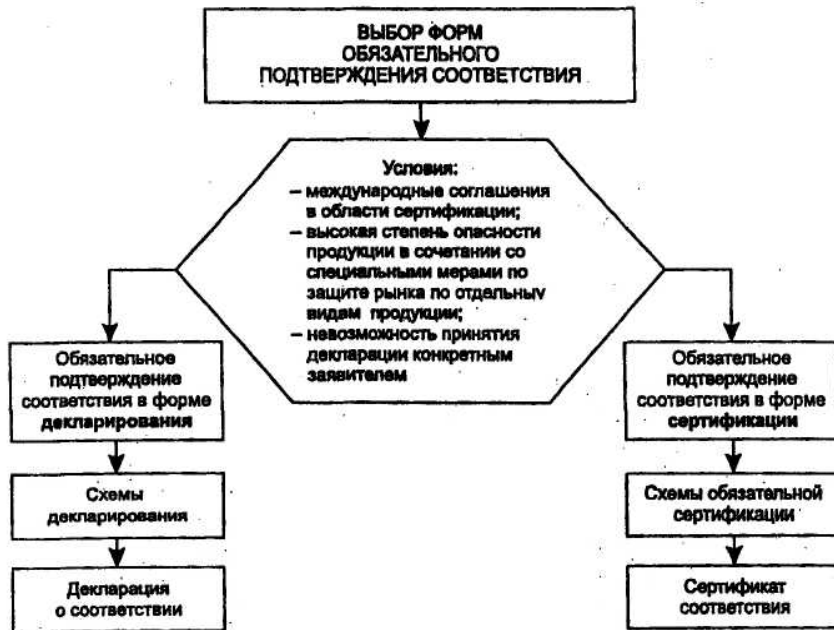 ВЫБОР ФОРМ
ОБЯЗАТЕЛЬНОГО
ПОДТВЕРЖДЕНИЯ СООТВЕТСТВИЯ
Условия:
– международные соглашения
в области сертификации;
– высокая степень опасности
продукции в сочетании со
специальными мерами по
защите рынка по отдельным
видам продукции;
– невозможность принятия
декларации конкретным
заявителем
Обязательное
подтверждение
соответствия в форме
декларирования
Схемы
декларирования
Декларация
о соответствии
Обязательное
подтверждение
соответствия в форме
сертификации
Схемы обязательной
сертификации
Сертификат
соответствия